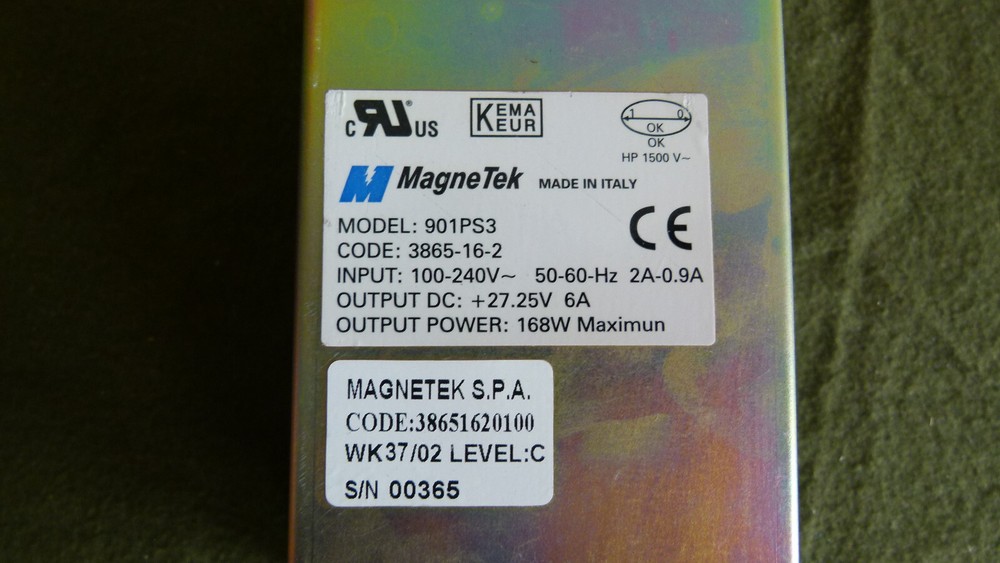 c RU® US
KEMA
KEUR
1 0
OK
OK
HP 1500 V~
MagneTek MADE IN ITALY
MODEL: 901PS3
CE
CODE: 3865-16-2
INPUT: 100-240V~ 50-60-Hz 2A-0.9A
OUTPUT DC: +27.25V 6A
OUTPUT POWER: 168W Maximun
MAGNETEK S.P.A.
CODE:38651620100
WK37/02 LEVEL:C
S/N 00365